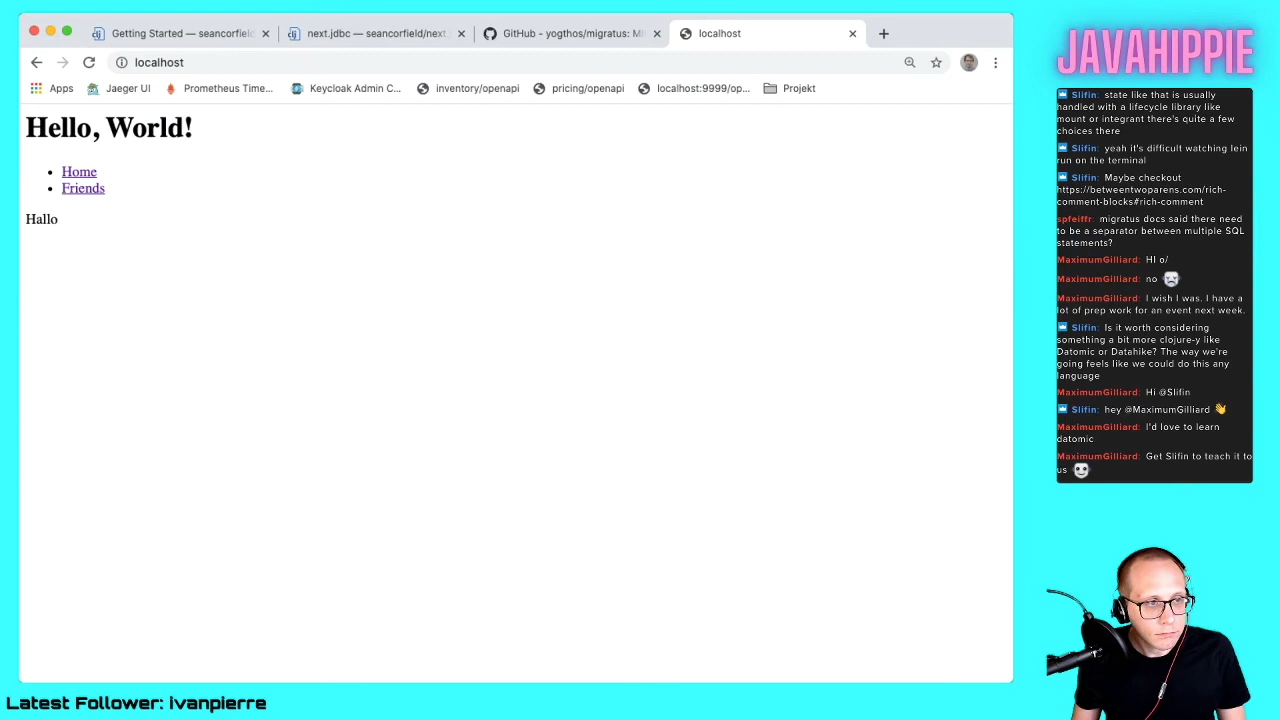 Getting Started — seancorfield
next.jdbc — seancorfield/next.
GitHub - yogthos/migratus: Mi
localhost
localhost
Apps
Jaeger UI
Prometheus Time...
Keycloak Admin C...
inventory/openapi
pricing/openapi
localhost:9999/op...
Projekt
Hello, World!
Home
Friends
Hallo
JAVAHIPPIE
Slifin: state like that is usually
handled with a lifecycle library like
mount or integrant there's quite a few
choices there
Slifin: yeah it's difficult watching lein
run on the terminal
Slifin: Maybe checkout
https://betweentwoparens.com/rich-
comment-blocks#rich-comment
spfeiffr: migratus docs said there need
to be a separator between multiple SQL
statements?
MaximumGilliard: HI o/
MaximumGilliard: no
MaximumGilliard: I wish I was. I have a
lot of prep work for an event next week.
Slifin: Is it worth considering
something a bit more clojure-y like
Datomic or Datahike? The way we're
going feels like we could do this any
language
MaximumGilliard: Hi @Slifin
Slifin: hey @MaximumGilliard 👋
MaximumGilliard: I'd love to learn
datomic
MaximumGilliard: Get Slifin to teach it to
us
Latest Follower: ivanpierre